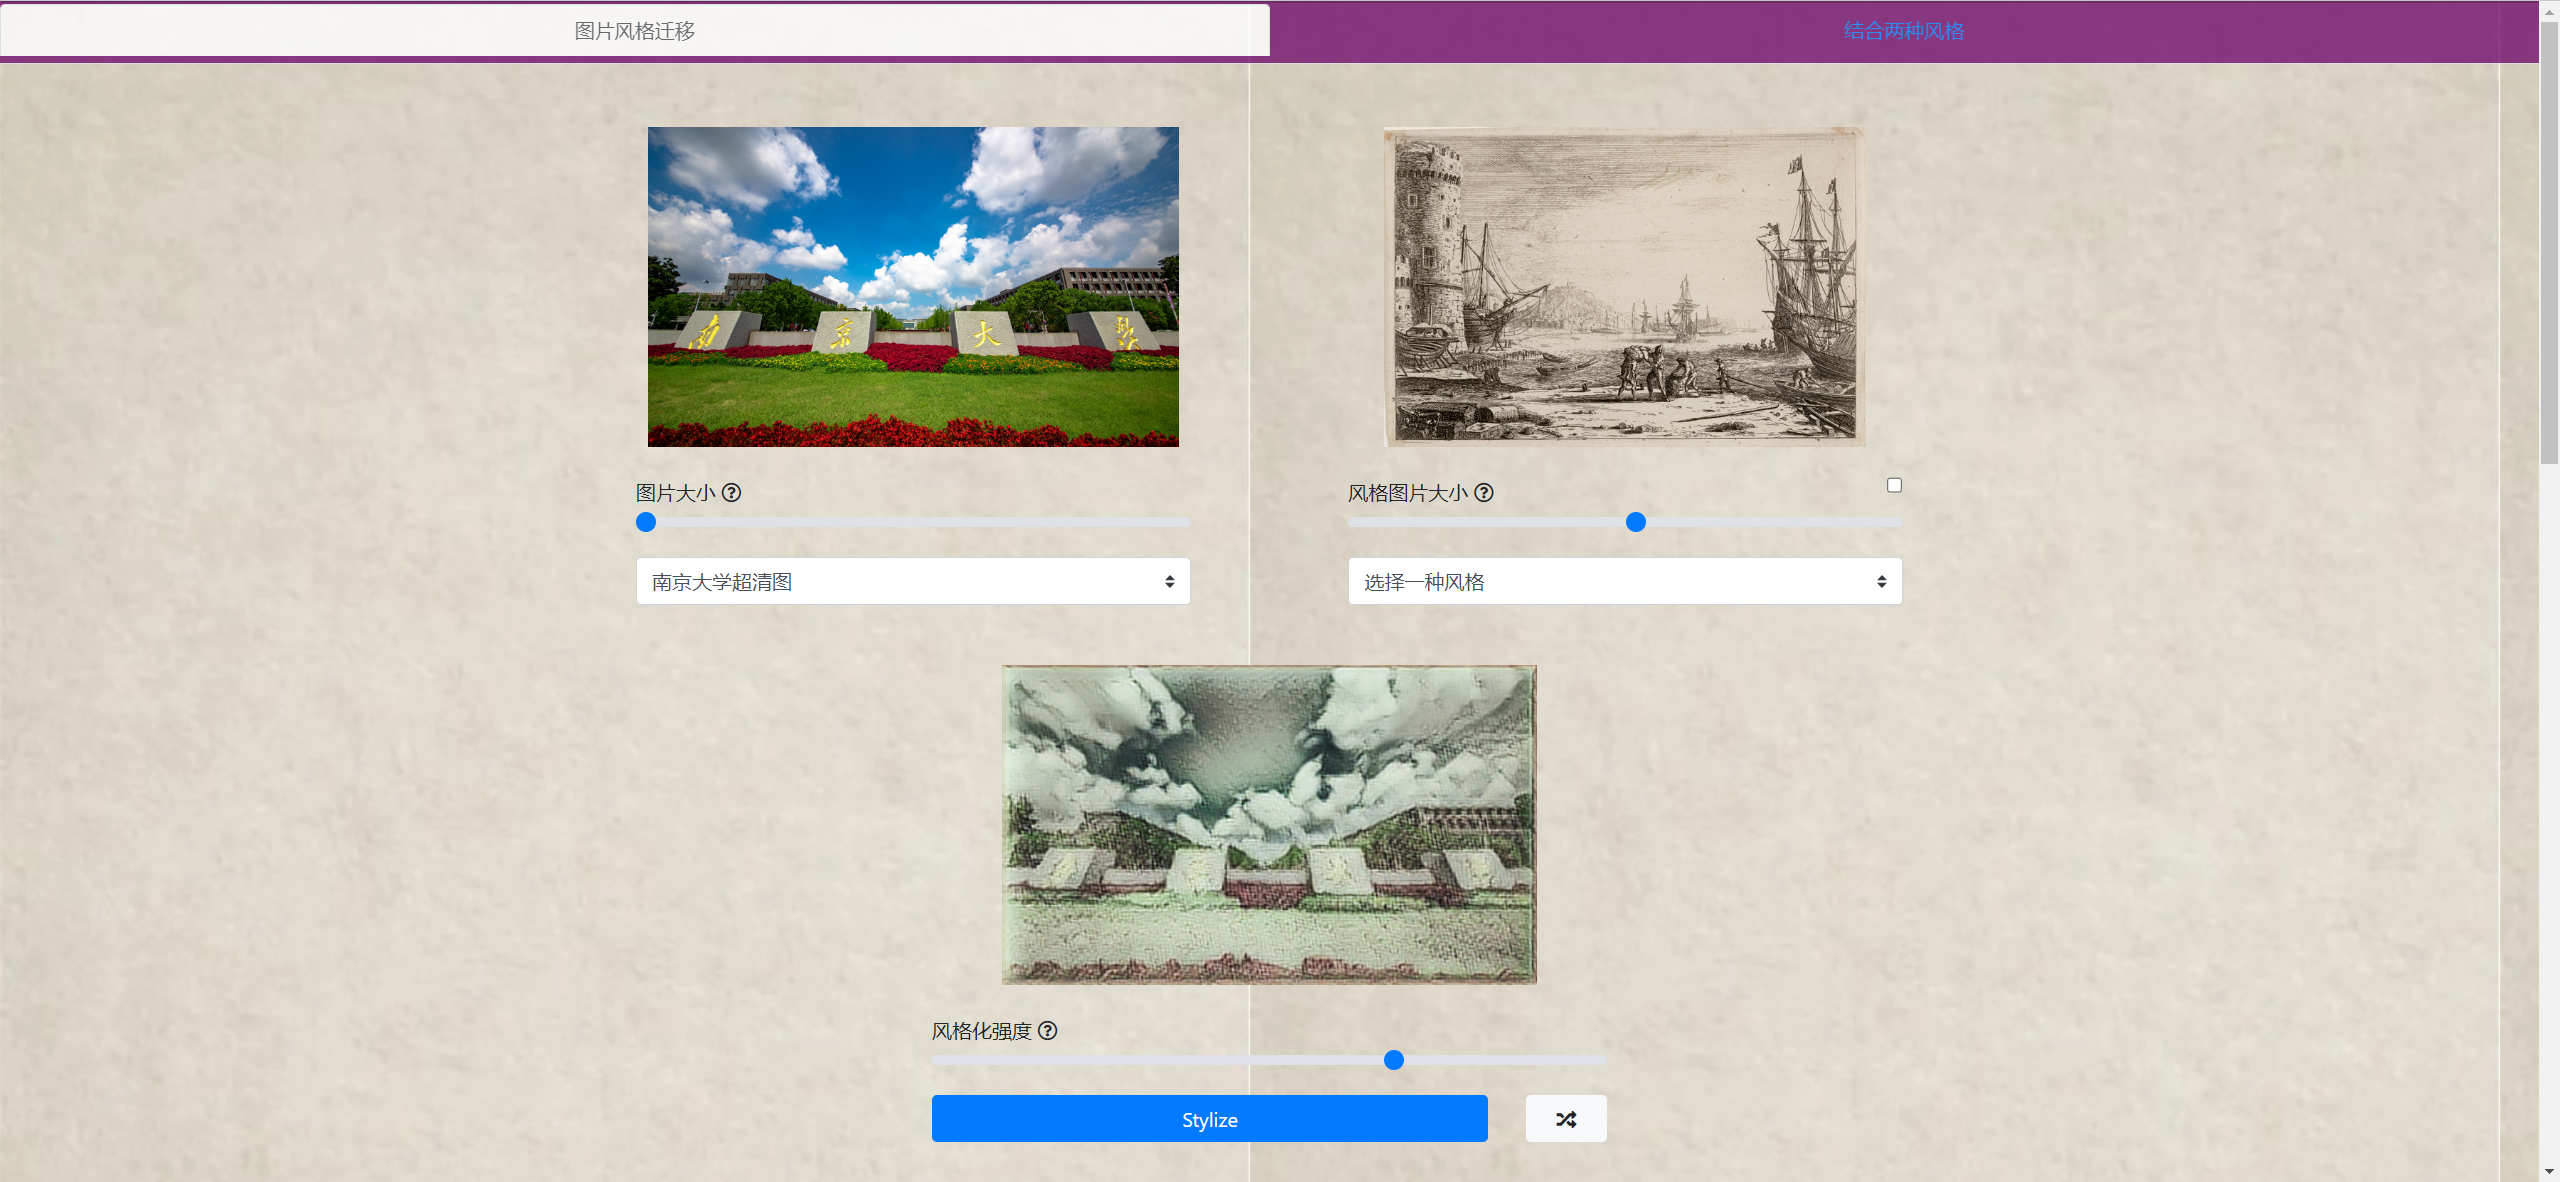 图片风格迁移
结合两种风格
南京大学
图片大小
风格图片大小
南京大学超清图
选择一种风格
风格化强度
Stylize